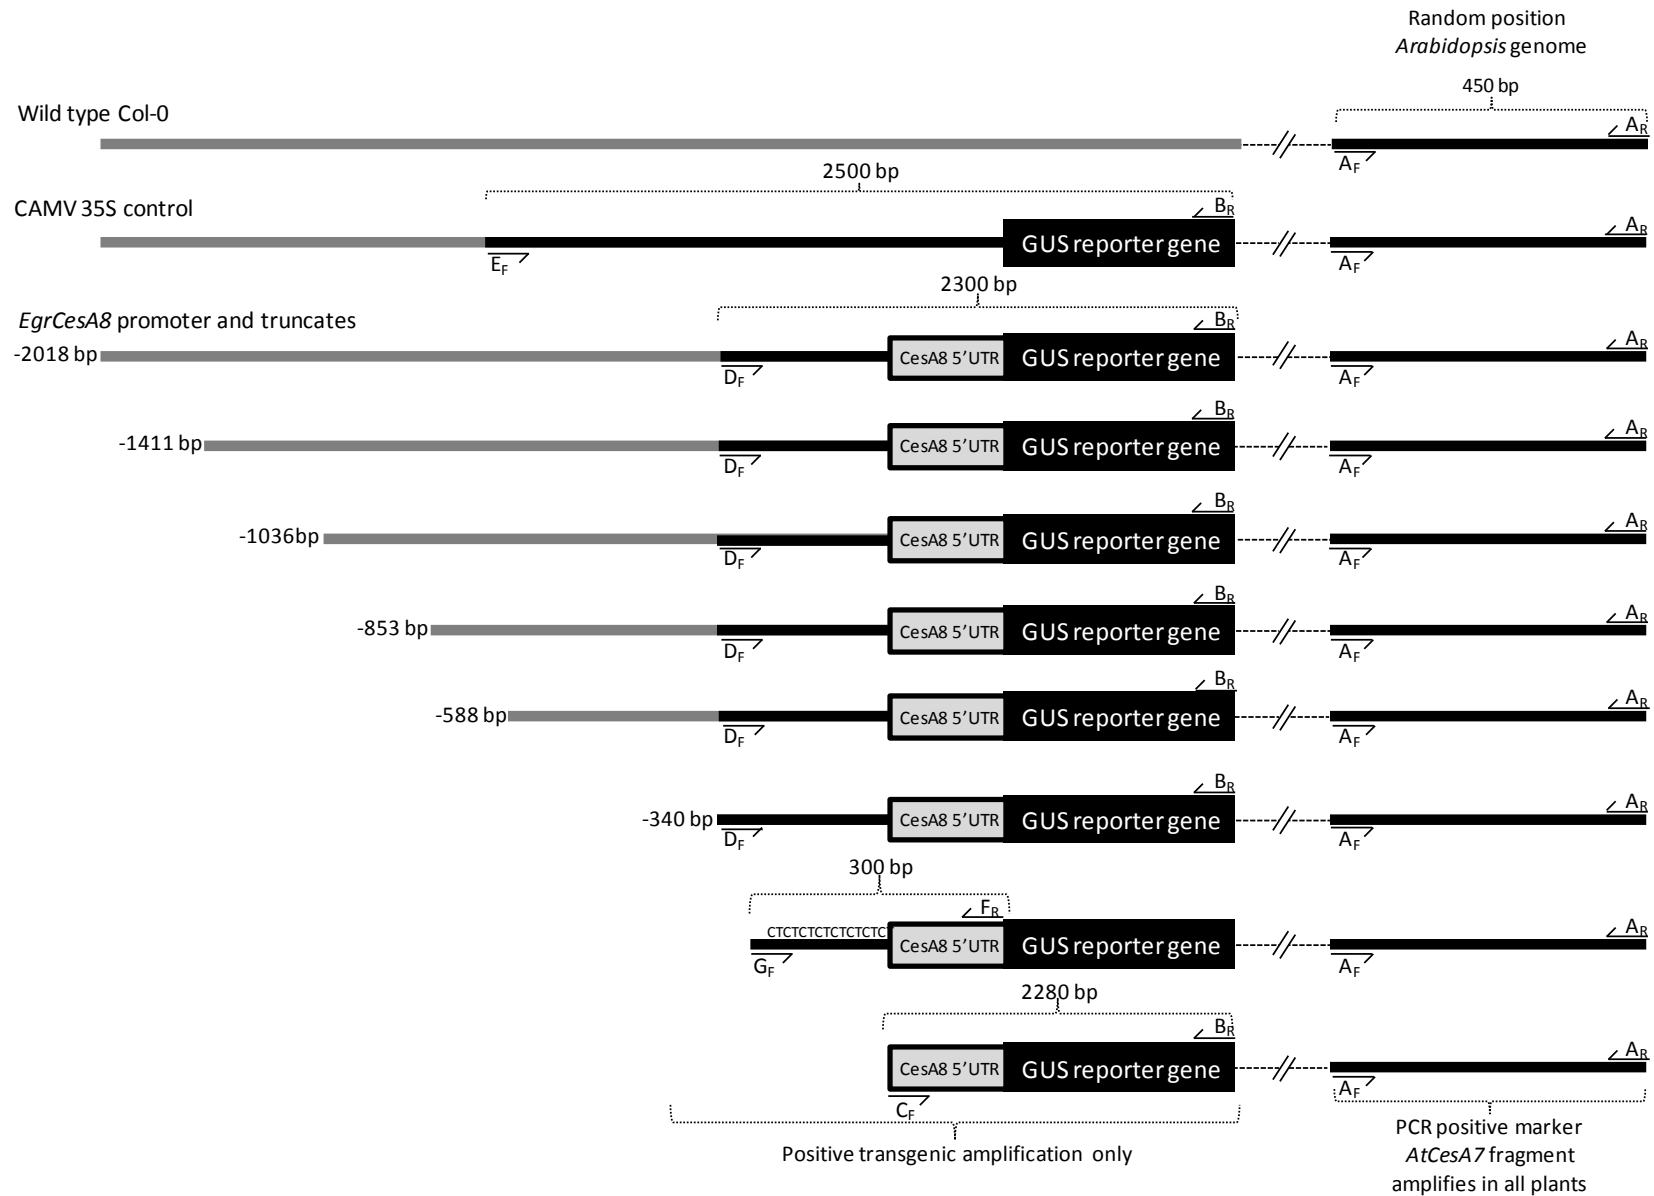 Random position
Arabidopsis genome
450 bp
Wild type Col-0
AR
AF
2500 bp
CAMV 35S control
BR
GUS reporter gene
EF
AR
AF
2300 bp
EgrCesA8 promoter and truncates
-2018 bp
BR
CesA8 5’UTR
GUS reporter gene
DF
AR
AF
-1411 bp
BR
CesA8 5’UTR
GUS reporter gene
DF
AR
AF
-1036bp
BR
CesA8 5’UTR
GUS reporter gene
DF
AR
AF
-853 bp
BR
CesA8 5’UTR
GUS reporter gene
DF
AR
AF
-588 bp
BR
CesA8 5’UTR
GUS reporter gene
DF
AR
AF
-340 bp
BR
CesA8 5’UTR
GUS reporter gene
DF
AR
AF
300 bp
FR
CTCTCTCTCTCTCTCT
CesA8 5’UTR
GUS reporter gene
GF
AR
AF
2280 bp
BR
CesA8 5’UTR
GUS reporter gene
CF
AR
AF
Positive transgenic amplification only
PCR positive marker
AtCesA7 fragment
amplifies in all plants